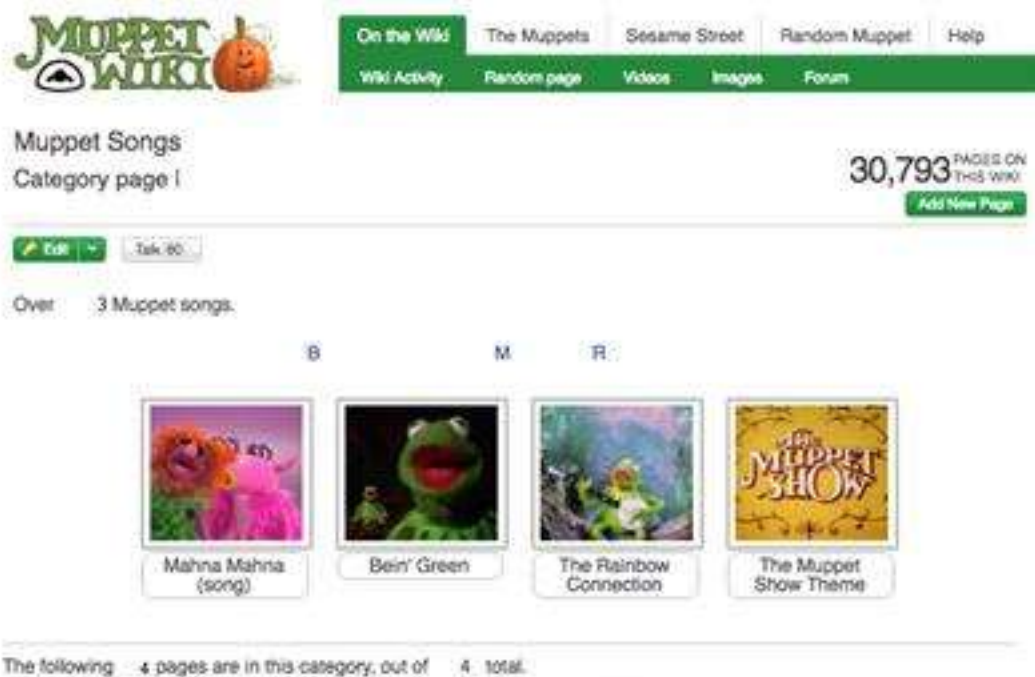 MUPPET WIKI
On the Wiki The Muppets Sesame Street Random Muppet Help
Wiki Activity Random page Videos Images Forum
Muppet Songs
Category page
30,793 PAGES ON THIS WIKI
Add New Page
Edit Talk 60
Over 3 Muppet songs.
B M R
THE MUPPET SHOW
Mahna Mahna (song)
Bein' Green
The Rainbow Connection
The Muppet Show Theme
The following 4 pages are in this category, out of 4 total.